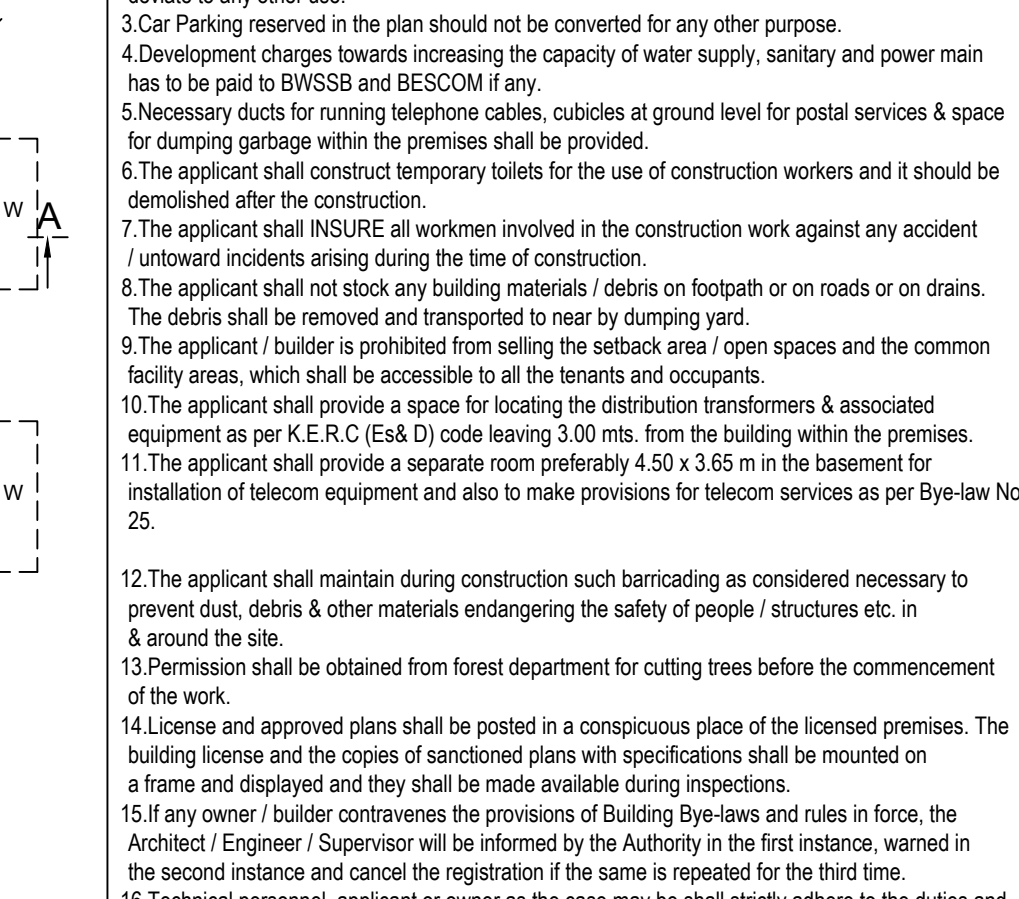 deviate to any other use.
3.Car Parking reserved in the plan should not be converted for any other purpose.
4.Development charges towards increasing the capacity of water supply, sanitary and power main
has to be paid to BWSSB and BESCOM if any.
5.Necessary ducts for running telephone cables, cubicles at ground level for postal services & space
for dumping garbage within the premises shall be provided.
6.The applicant shall construct temporary toilets for the use of construction workers and it should be
demolished after the construction.
7.The applicant shall INSURE all workmen involved in the construction work against any accident
/ untoward incidents arising during the time of construction.
8.The applicant shall not stock any building materials / debris on footpath or on roads or on drains.
The debris shall be removed and transported to near by dumping yard.
9.The applicant / builder is prohibited from selling the setback area / open spaces and the common
facility areas, which shall be accessible to all the tenants and occupants.
10.The applicant shall provide a space for locating the distribution transformers & associated
equipment as per K.E.R.C (Es& D) code leaving 3.00 mts. from the building within the premises.
11.The applicant shall provide a separate room preferably 4.50 x 3.65 m in the basement for
installation of telecom equipment and also to make provisions for telecom services as per Bye-law No
25.
12.The applicant shall maintain during construction such barricading as considered necessary to
prevent dust, debris & other materials endangering the safety of people / structures etc. in
& around the site.
13.Permission shall be obtained from forest department for cutting trees before the commencement
of the work.
14.License and approved plans shall be posted in a conspicuous place of the licensed premises. The
building license and the copies of sanctioned plans with specifications shall be mounted on
a frame and displayed and they shall be made available during inspections.
15.If any owner / builder contravenes the provisions of Building Bye-laws and rules in force, the
Architect / Engineer / Supervisor will be informed by the Authority in the first instance, warned in
the second instance and cancel the registration if the same is repeated for the third time.
16.Technical personnel, applicant or owner as the case may be shall strictly adhere to the duties and
W
A
W